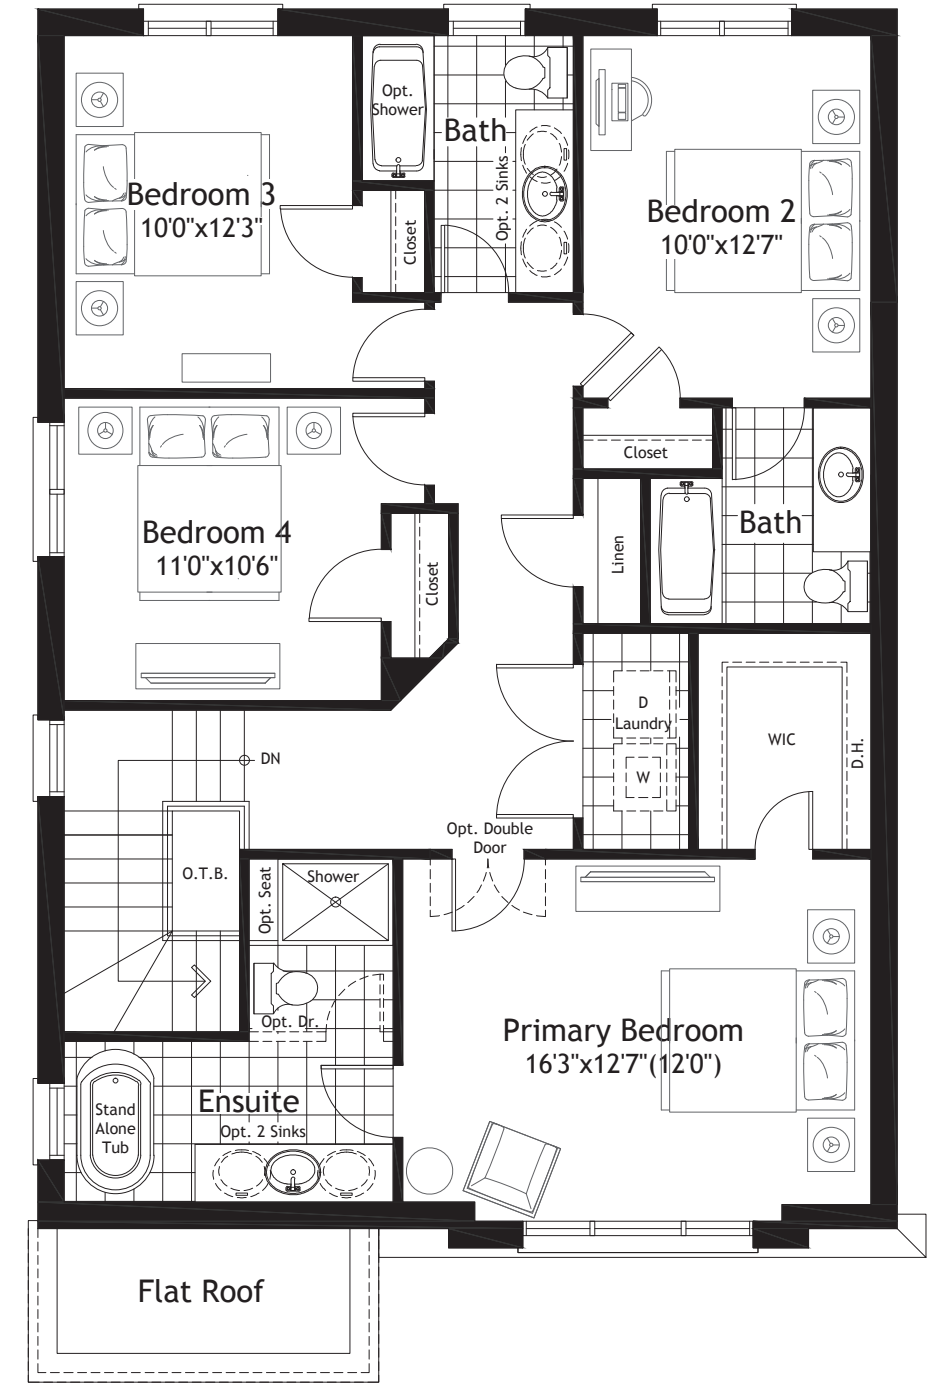 Opt.
Shower
Bath
Opt. 2 Sinks
Bedroom 3
10'0"x12'3"
Closet
Bedroom 2
10'0"x12'7"
Closet
Bath
Linen
Bedroom 4
11'0"x10'6"
Closet
D
Laundry
W
WIC
D.H.
DN
Opt. Double
Door
O.T.B.
Opt. Seat
Shower
Opt. Dr.
Primary Bedroom
16'3"x12'7"(12'0")
Ensuite
Opt. 2 Sinks
Stand
Alone
Tub
Flat Roof